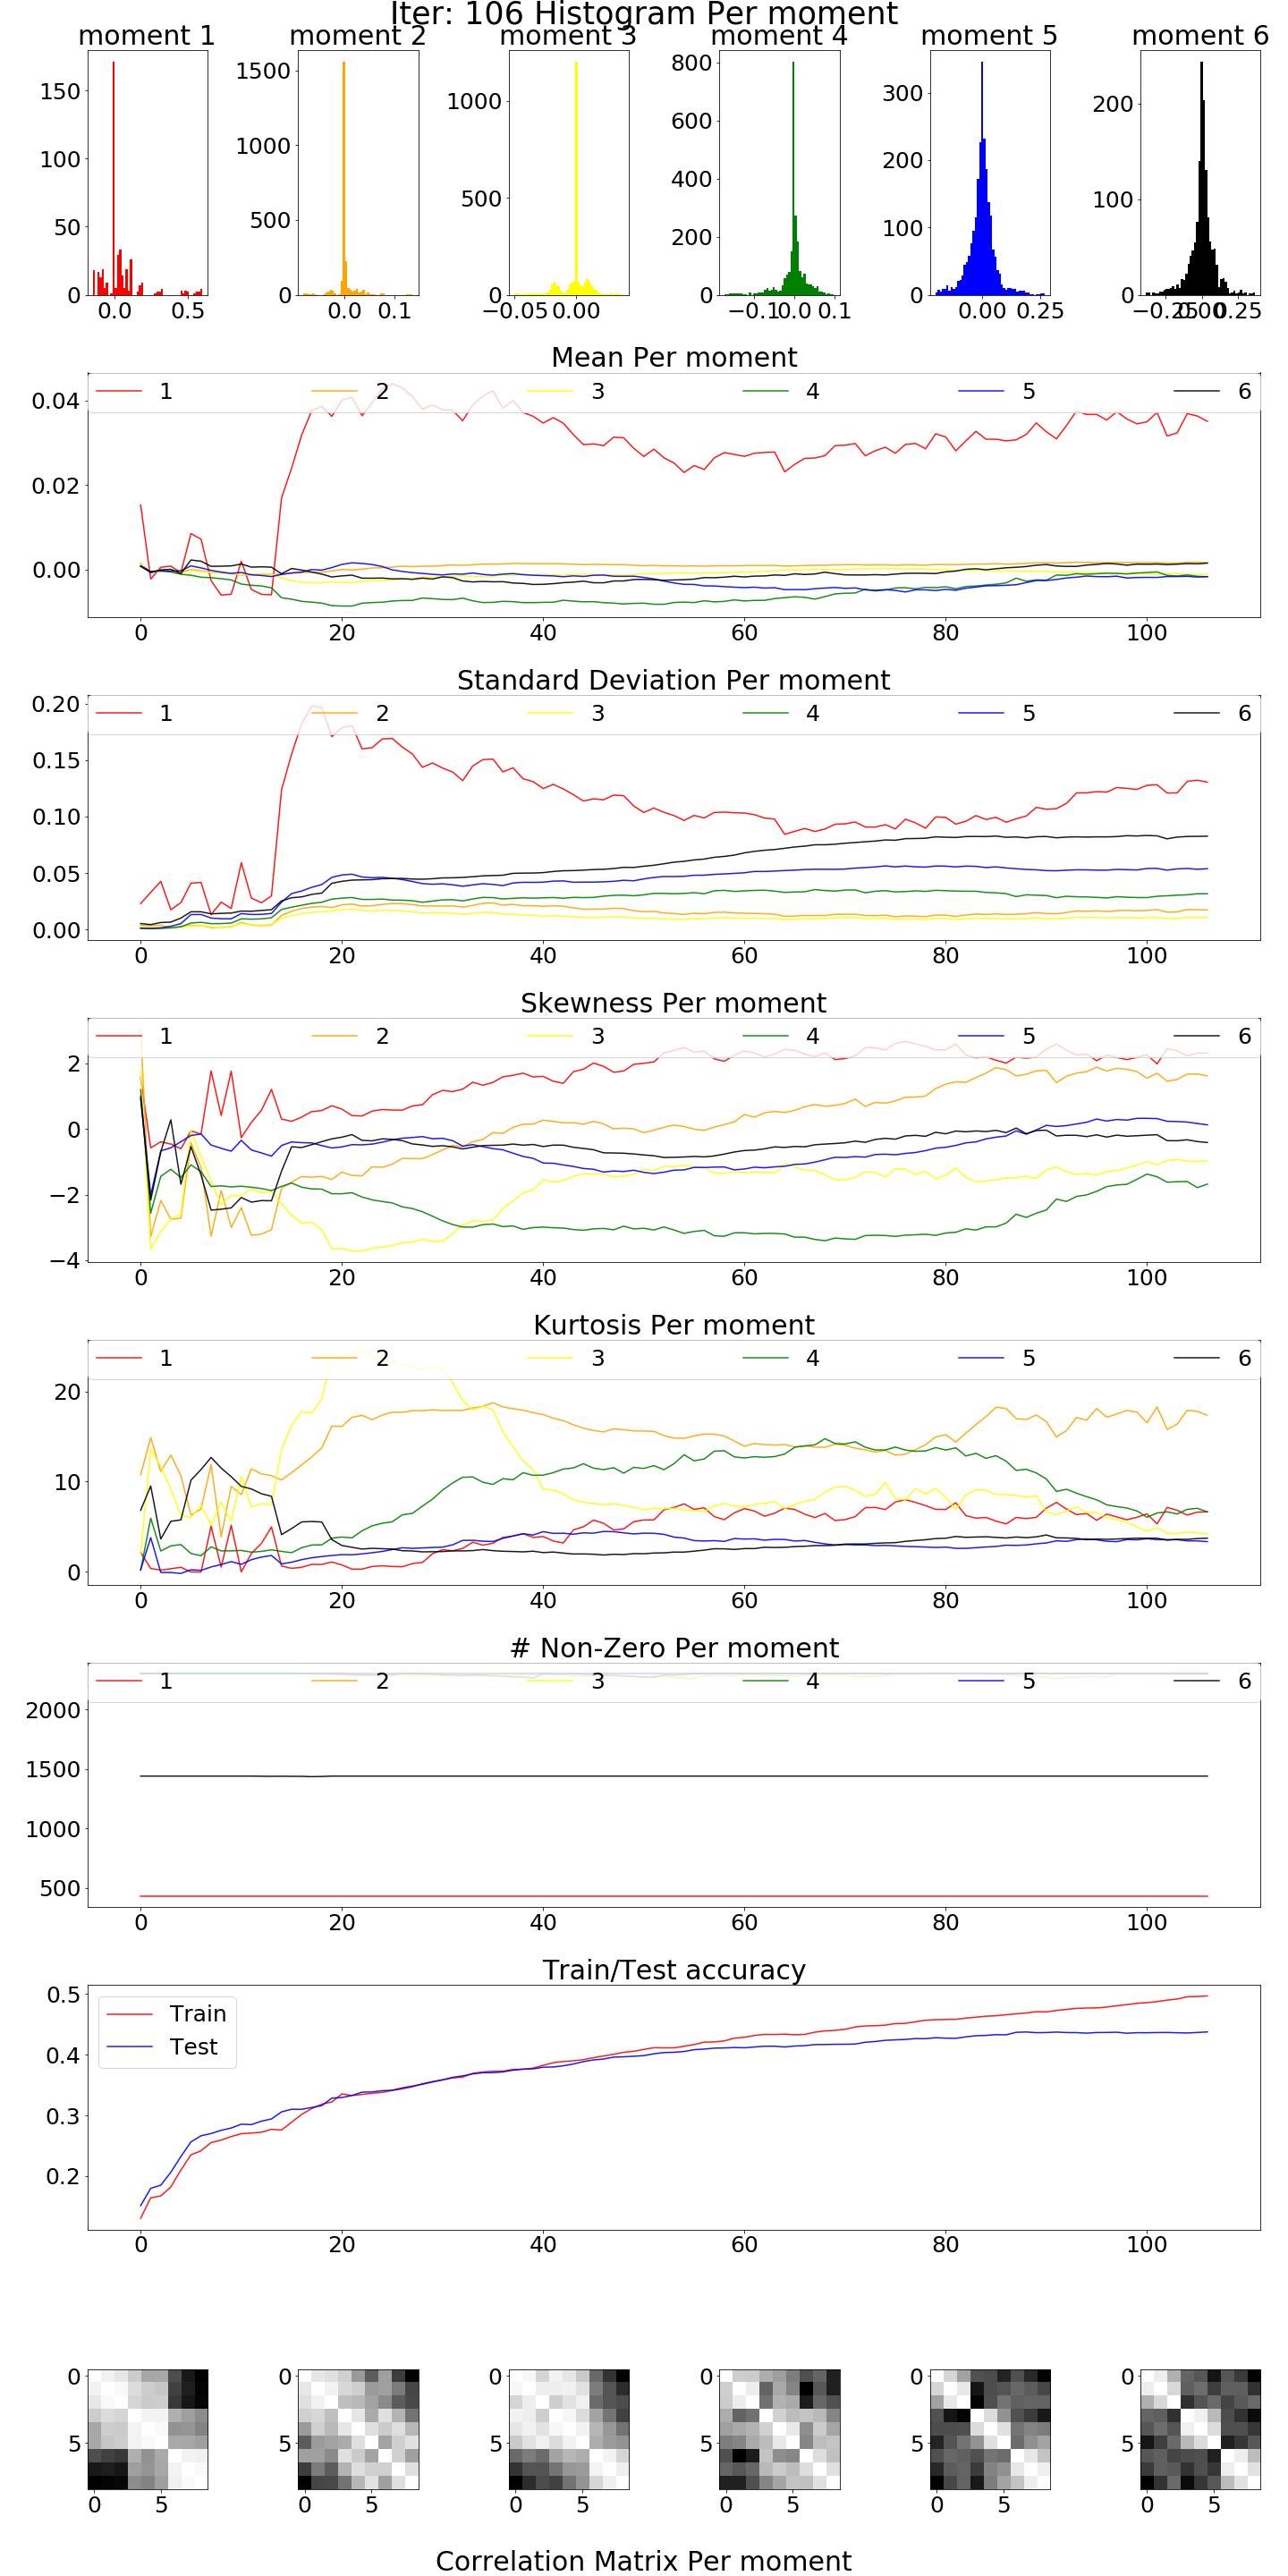 Iter: 106 Histogram Per moment
moment 1 moment 2 moment 3 moment 4 moment 5 moment 6
150
100
50
0
0.0 0.5
1500
1000
500
0
0.0 0.1
1000
500
0
−0.05 0.00
800
600
400
200
0
−0.1 0.0 0.1
300
200
100
0
0.00 0.25
200
100
0
−0.25 0.00 0.25
Mean Per moment
1 2 3 4 5 6
0.04
0.02
0.00
0 20 40 60 80 100
Standard Deviation Per moment
1 2 3 4 5 6
0.20
0.15
0.10
0.05
0.00
0 20 40 60 80 100
Skewness Per moment
1 2 3 4 5 6
2
0
−2
−4
0 20 40 60 80 100
Kurtosis Per moment
1 2 3 4 5 6
20
10
0
0 20 40 60 80 100
# Non-Zero Per moment
1 2 3 4 5 6
2000
1500
1000
500
0 20 40 60 80 100
Train/Test accuracy
Train
Test
0.5
0.4
0.3
0.2
0 20 40 60 80 100
0 0 0 0 0 0
5 5 5 5 5 5
0 5 0 5 0 5 0 5 0 5 0 5
Correlation Matrix Per moment